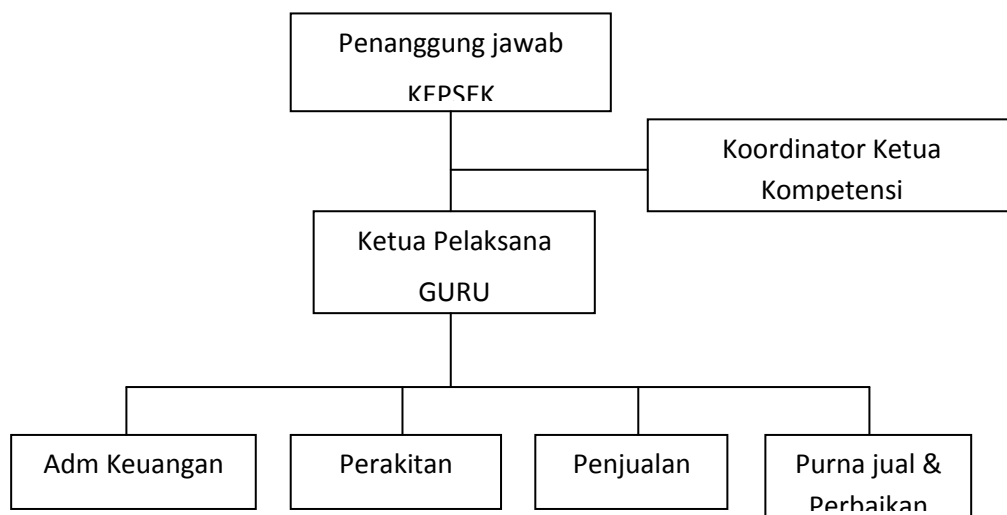 Penanggung jawab
KEPSEK
Koordinator Ketua
Kompetensi
Ketua Pelaksana
GURU
Adm Keuangan
Perakitan
Penjualan
Purna jual &
Perbaikan